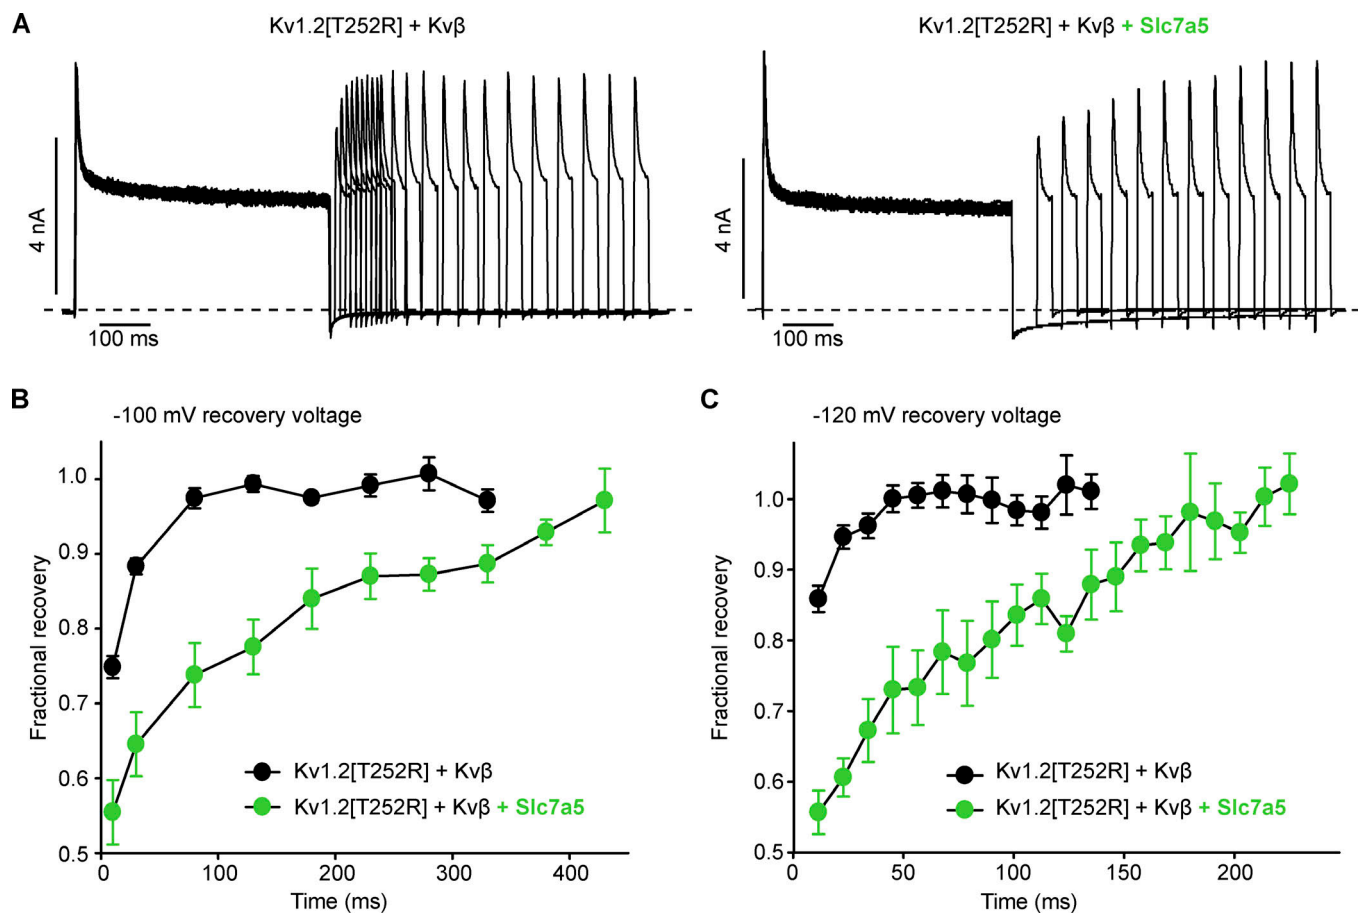 A
Kv1.2[T252R] + Kvβ
Kv1.2[T252R] + Kvβ + Slc7a5
4 nA
100 ms
4 nA
100 ms
B
-100 mV recovery voltage
Fractional recovery
1.0
0.9
0.8
0.7
0.6
0.5
Kv1.2[T252R] + Kvβ
Kv1.2[T252R] + Kvβ + Slc7a5
0
100
200
300
400
Time (ms)
C
-120 mV recovery voltage
Fractional recovery
1.0
0.9
0.8
0.7
0.6
0.5
Kv1.2[T252R] + Kvβ
Kv1.2[T252R] + Kvβ + Slc7a5
0
50
100
150
200
Time (ms)